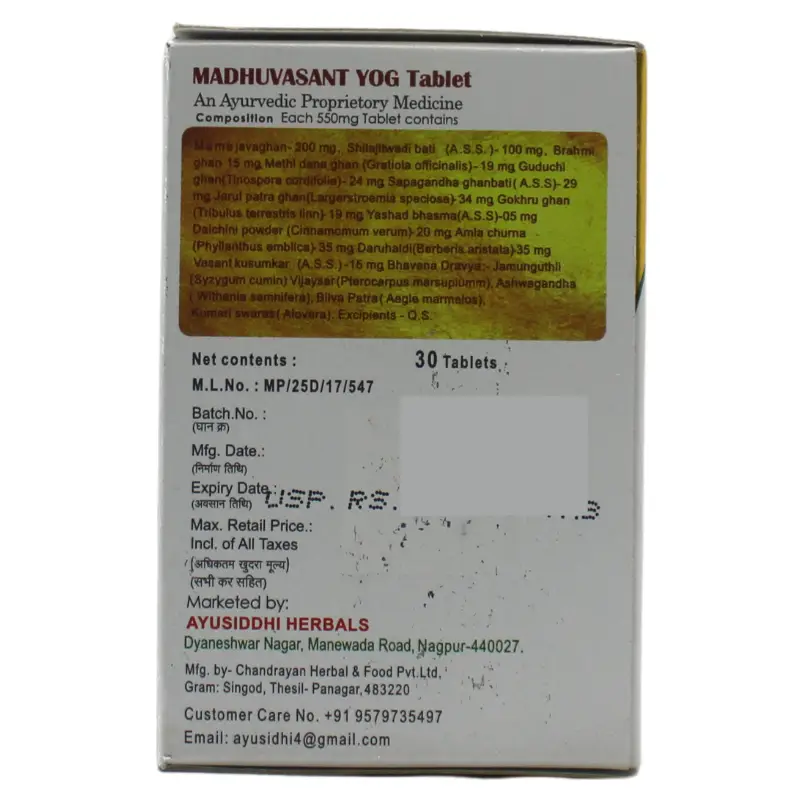 MADHUVASANT YOG Tablet
An Ayurvedic Proprietory Medicine
Composition Each 550mg Tablet contains
Mamejavaghan- 200 mg, Shilajitwadi bati (A.S.S.)- 100 mg, Brahmi
ghan 15 mg Methi dana ghan (Gratiola officinalis)- 19 mg Guduchi
ghan(Tinospora cordifolia)- 24 mg Sapagandha ghanbati( A.S.S)- 29
mg Jarul patra ghan(Largerstroemia speciose)- 34 mg Gokhru ghan
(Tribulus terrestris linn)- 19 mg Yashad bhasma(A.S.S)-05 mg
Dalchini powder (Cinnamomum verum)-20 mg Amla churna
(Phyllanthus emblica)-35 mg Daruhaldi(Berberis aristata)-35 mg
Vasant kusumkar (A.S.S.)-15 mg Bhavana Dravya:- Jamunguthli
(Syzygum cumin) Vijaysar(Pterocarpus marsupiumm), Ashwagandha
( Withania samnifera), Bilva Patra( Aagle marmelos),
Kumari swaras( Alovera), Excipients - Q.S.
Net contents : 30 Tablets
M.L.No. : MP/25D/17/547
Batch.No. :
(घान क्र)
Mfg. Date.:
(निर्माण तिथि)
Expiry Date.:
(अवसान तिथि) USP. RS.
Max. Retail Price.:
Incl. of All Taxes
(अधिकतम खुदरा मूल्य)
(सभी कर सहित)
Marketed by:
AYUSIDDHI HERBALS
Dyaneshwar Nagar, Manewada Road, Nagpur-440027.
Mfg. by- Chandrayan Herbal & Food Pvt.Ltd.
Gram: Singod, Thesil- Panagar,483220
Customer Care No. +91 9579735497
Email: ayusidhi4@gmail.com